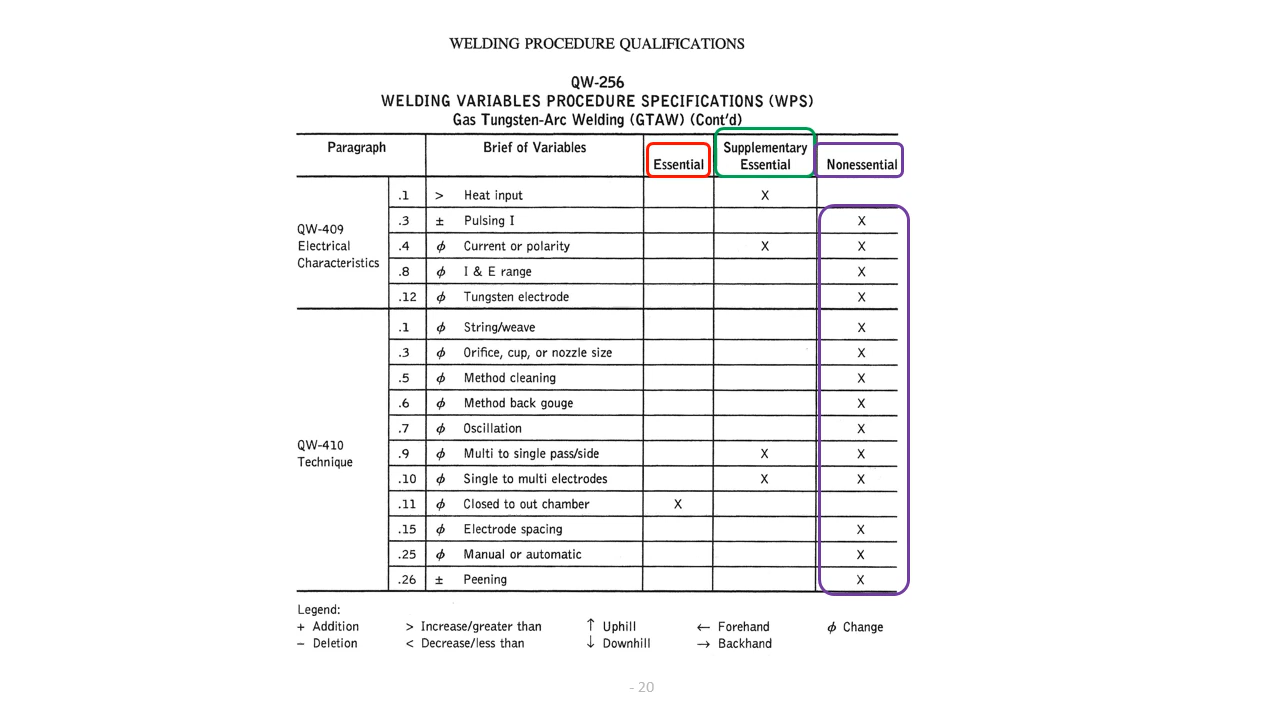 WELDING PROCEDURE QUALIFICATIONS
QW-256
WELDING VARIABLES PROCEDURE SPECIFICATIONS (WPS)
Gas Tungsten-Arc Welding (GTAW) (Cont'd)
Paragraph Brief of Variables Essential Supplementary Essential Nonessential
QW-409 Electrical Characteristics
.1 > Heat input X
.3 ± Pulsing I X
.4 ϕ Current or polarity X X
.8 ϕ I & E range X
.12 ϕ Tungsten electrode X
QW-410 Technique
.1 ϕ String/weave X
.3 ϕ Orifice, cup, or nozzle size X
.5 ϕ Method cleaning X
.6 ϕ Method back gouge X
.7 ϕ Oscillation X
.9 ϕ Multi to single pass/side X X
.10 ϕ Single to multi electrodes X X
.11 ϕ Closed to out chamber X
.15 ϕ Electrode spacing X
.25 ϕ Manual or automatic X
.26 ± Peening X
Legend:
+ Addition > Increase/greater than ↑ Uphill ← Forehand ϕ Change
− Deletion < Decrease/less than ↓ Downhill → Backhand
- 20